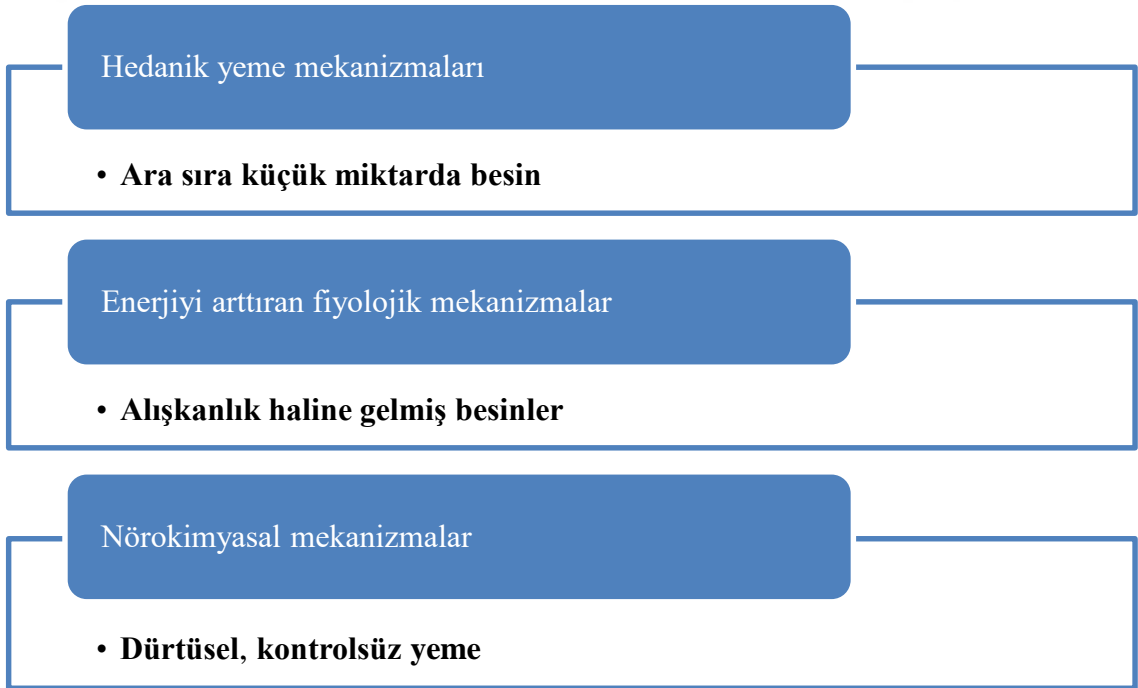 Hedanik yeme mekanizmaları
• Ara sıra küçük miktarda besin
Enerjiyi arttıran fiyolojik mekanizmalar
• Alışkanlık haline gelmiş besinler
Nörokimyasal mekanizmalar
• Dürtüsel, kontrolsüz yeme